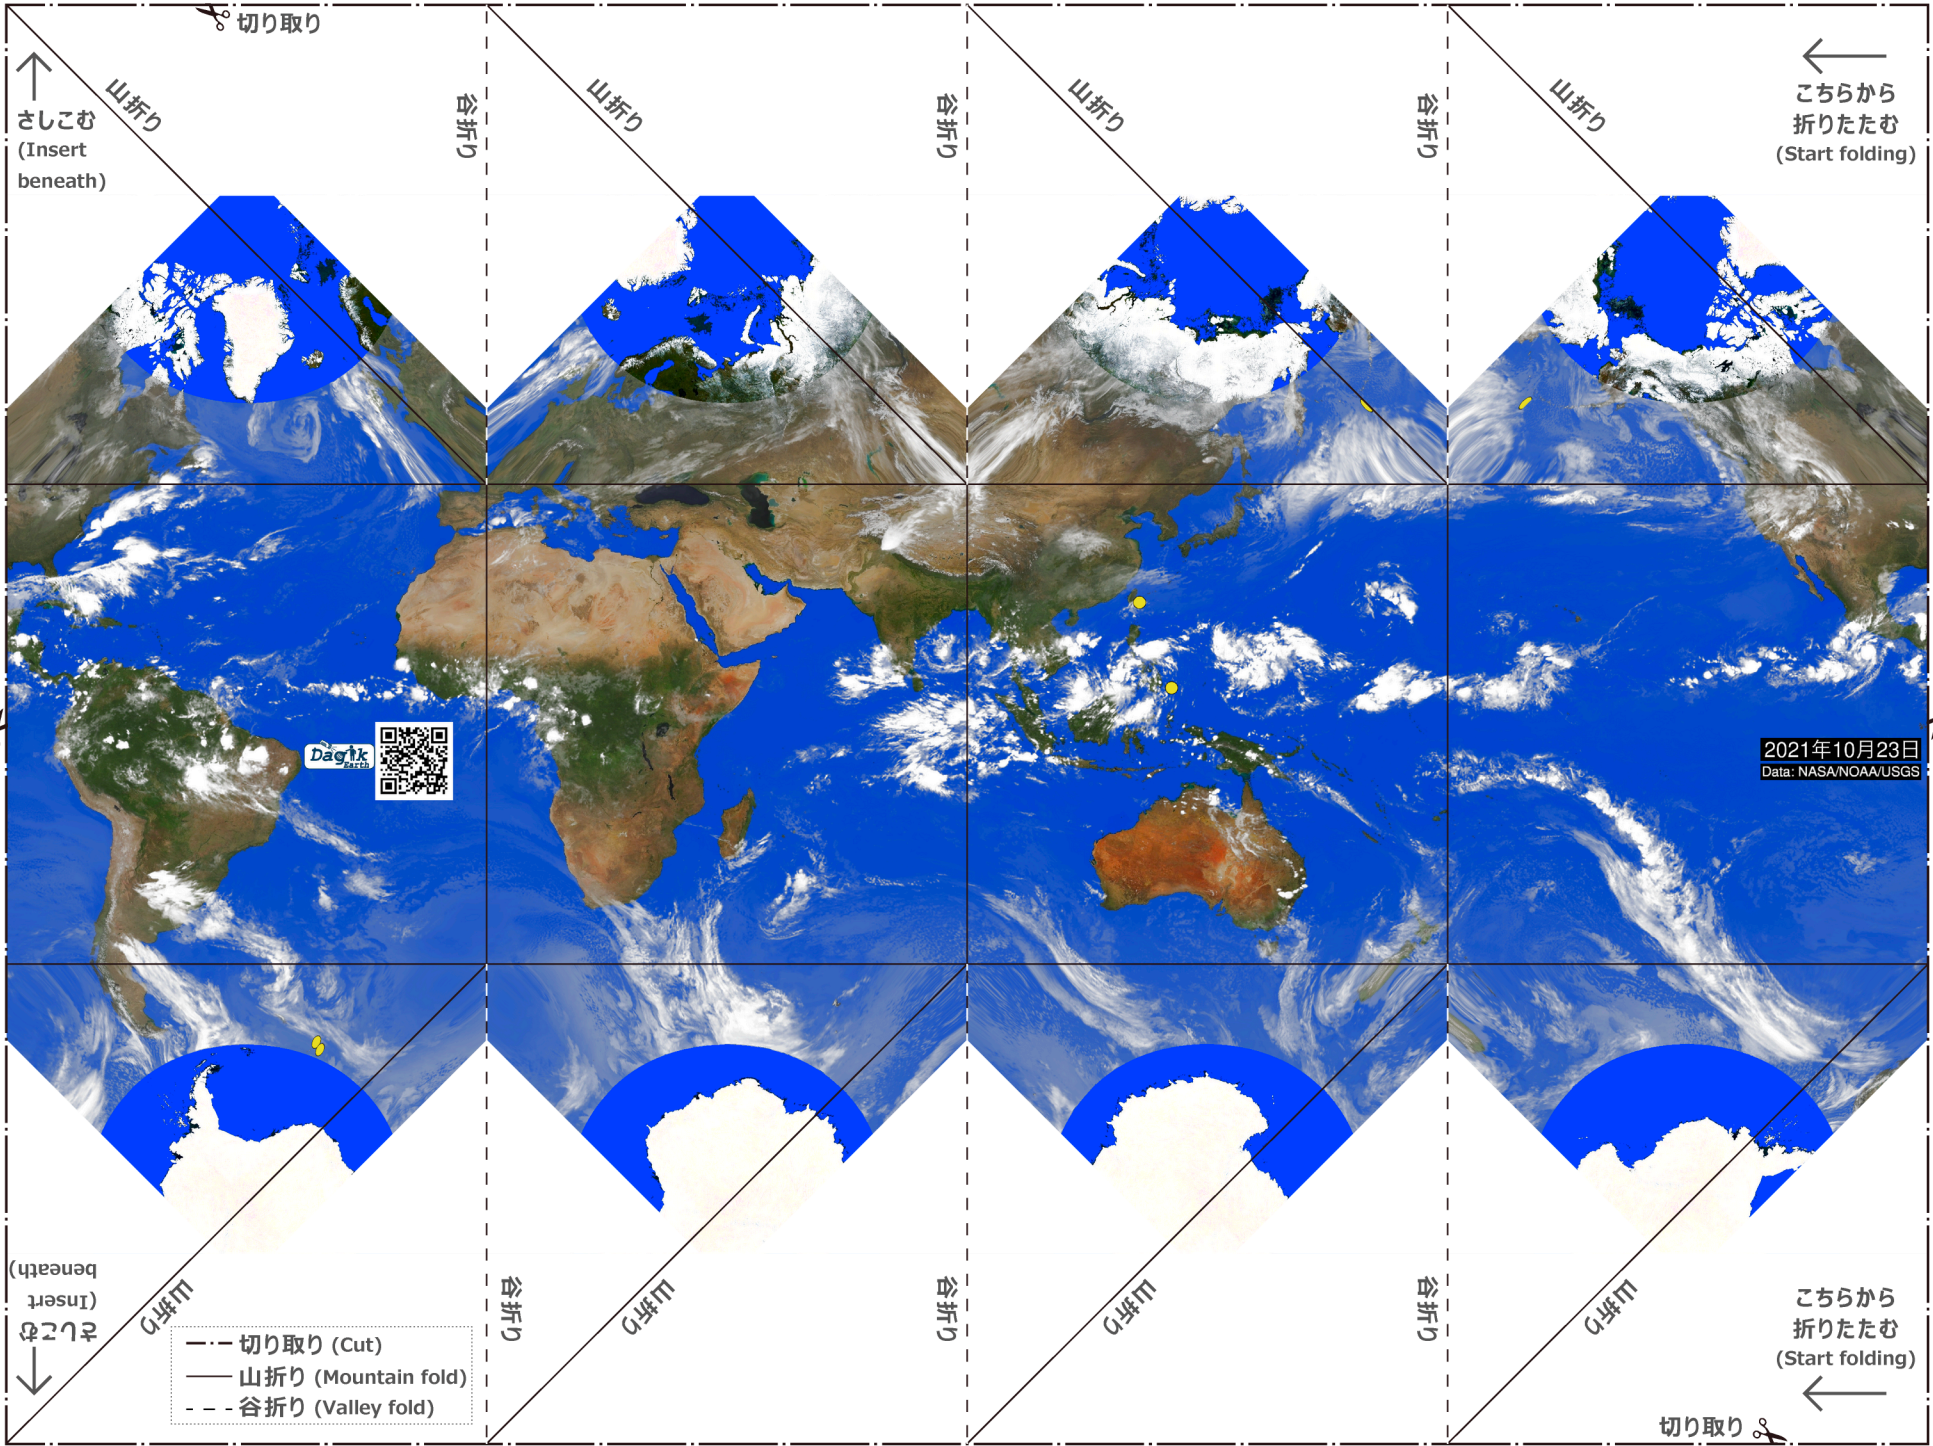 切り取り
山折り
谷折り
山折り
谷折り
山折り
谷折り
山折り
さしこむ
(Insert
beneath)
こちらから
折りたたむ
(Start folding)
Dagik
Earth
2021年10月23日
Data: NASA/NOAA/USGS
さしこむ
(Insert
beneath)
山折り
谷折り
山折り
谷折り
山折り
谷折り
山折り
こちらから
折りたたむ
(Start folding)
切り取り (Cut)
山折り (Mountain fold)
谷折り (Valley fold)
切り取り